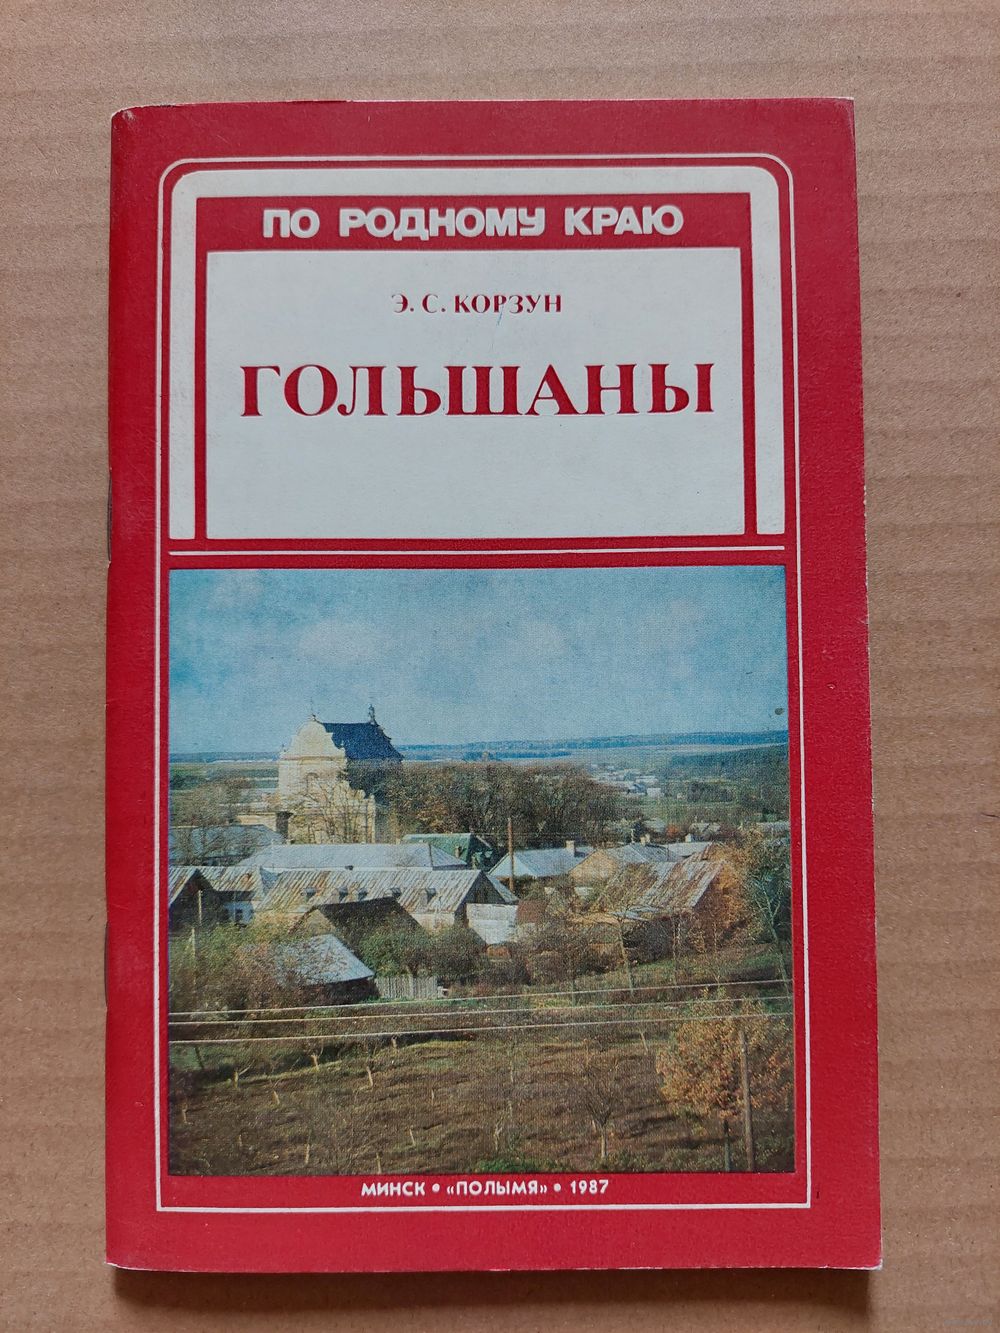 ПО РОДНОМУ КРАЮ
Э. С. КОРЗУН
ГОЛЬШАНЫ
МИНСК • «ПОЛЫМЯ» • 1987